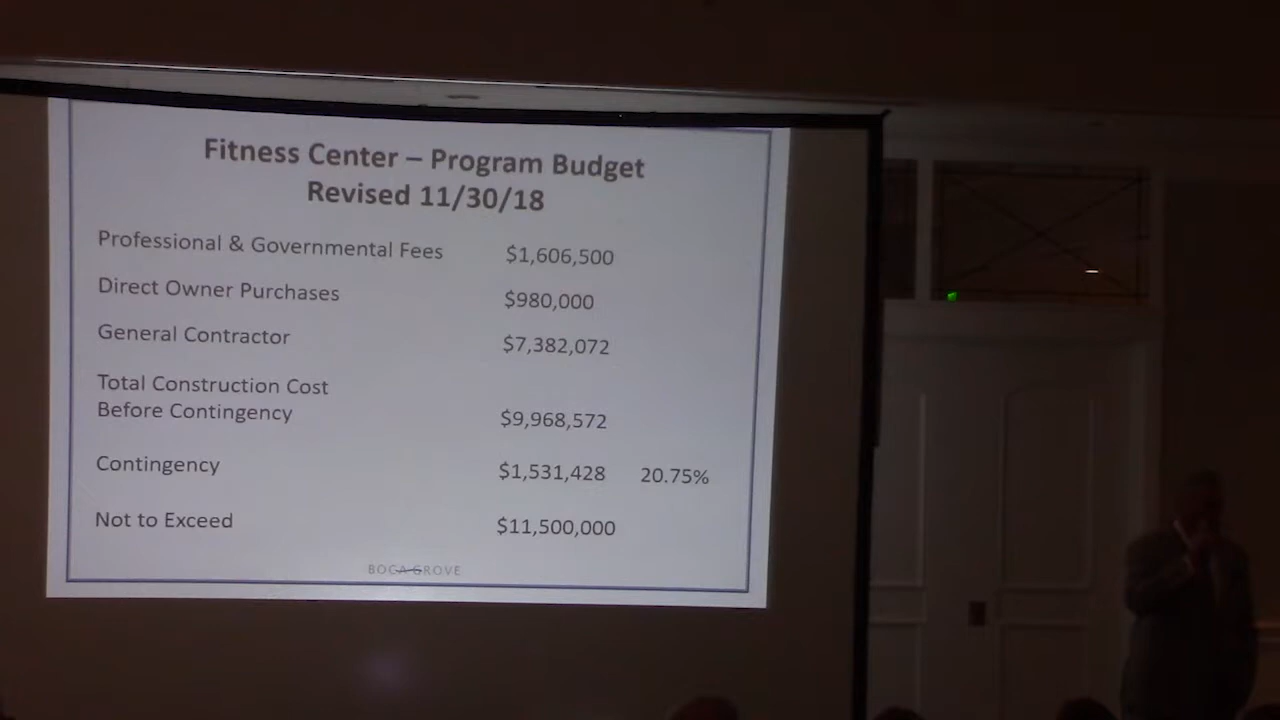 Fitness Center – Program Budget
Revised 11/30/18
Professional & Governmental Fees $1,606,500
Direct Owner Purchases $980,000
General Contractor $7,382,072
Total Construction Cost
Before Contingency $9,968,572
Contingency $1,531,428 20.75%
Not to Exceed $11,500,000
BOCA GROVE